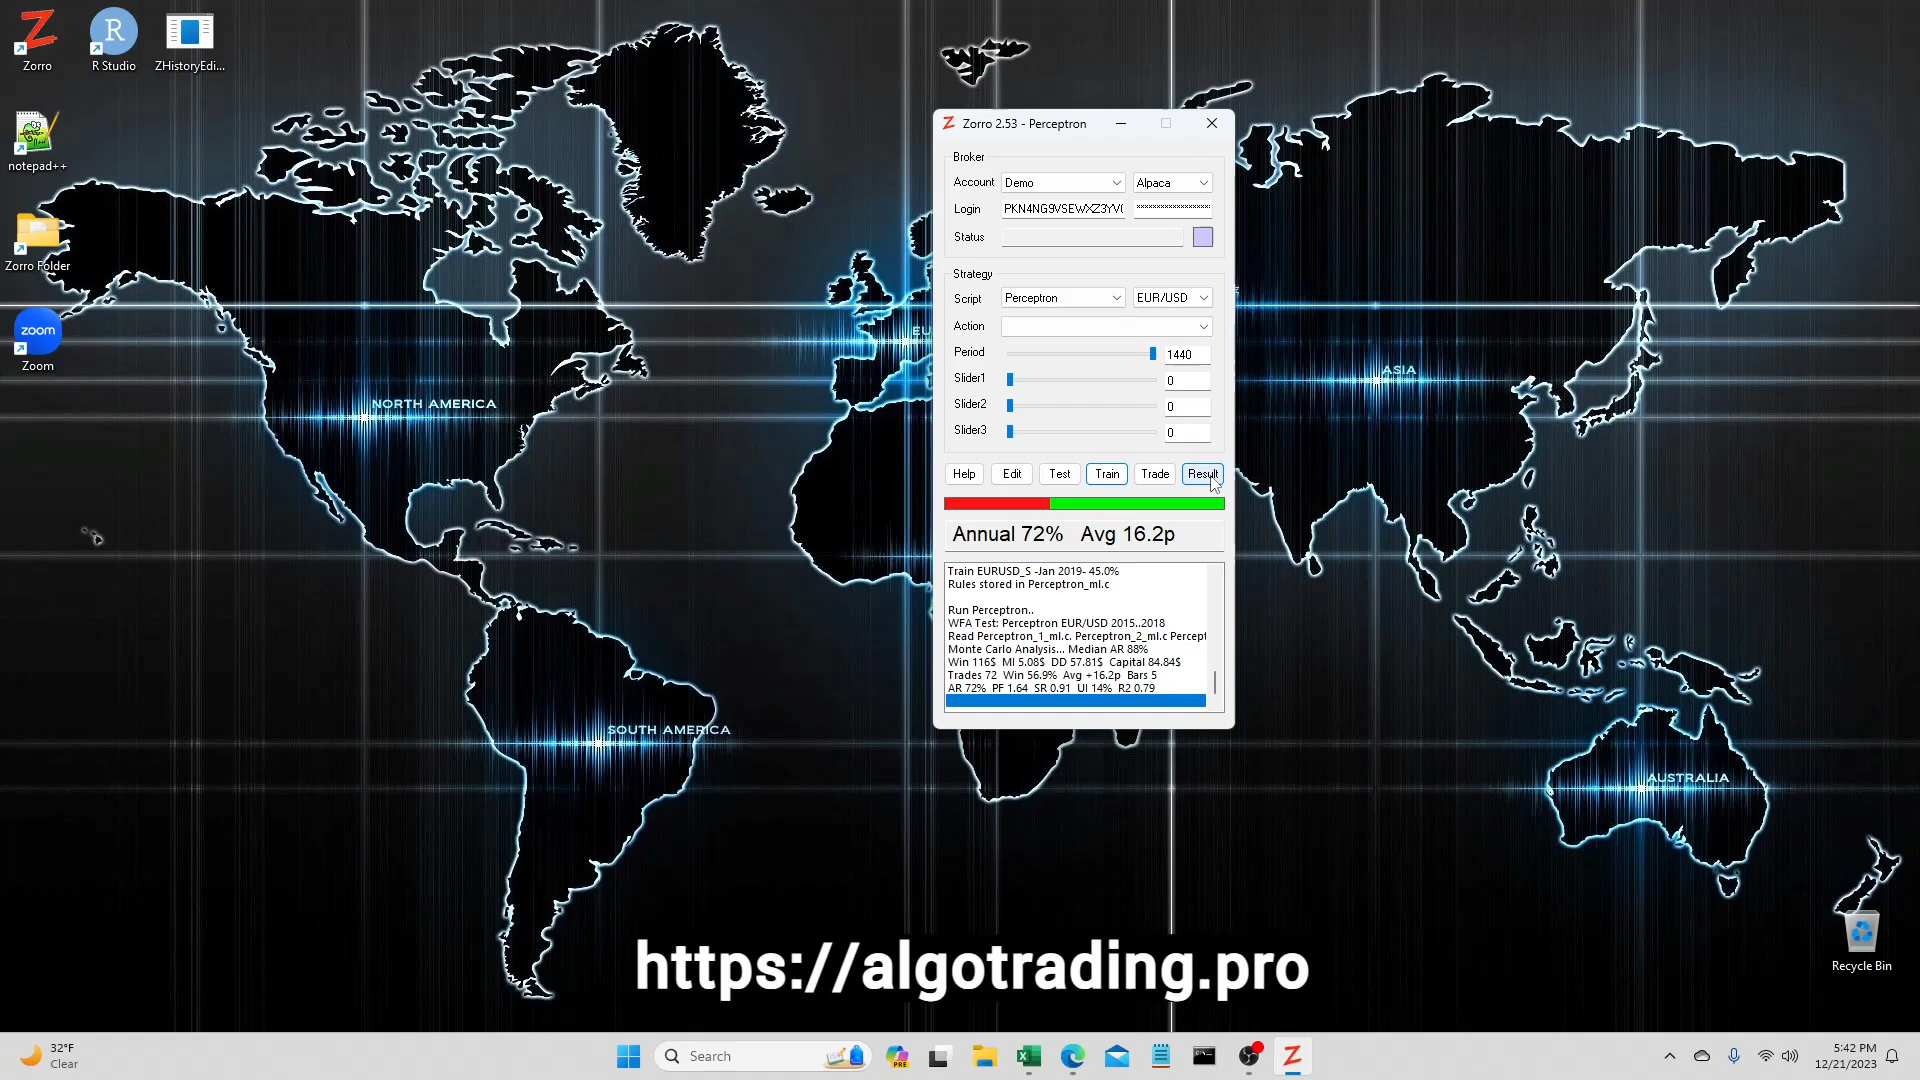 Zorro
R Studio
ZHistoryEdi...
notepad++
Zorro Folder
zoom
Zoom
NORTH AMERICA
SOUTH AMERICA
EU
ASIA
AUSTRALIA
Zorro 2.53 - Perceptron
Broker
Account
Demo
Alpaca
Login
PKN4NG9VSEWXZ3YV(
********************
Status
Strategy
Script
Perceptron
EUR/USD
Action
Period
1440
Slider1
0
Slider2
0
Slider3
0
Help
Edit
Test
Train
Trade
Result
Annual 72% Avg 16.2p
Train EURUSD_S -Jan 2019- 45.0%
Rules stored in Perceptron_ml.c
Run Perceptron..
WFA Test: Perceptron EUR/USD 2015..2018
Read Perceptron_1_ml.c. Perceptron_2_ml.c Percept
Monte Carlo Analysis... Median AR 88%
Win 116$ MI 5.08$ DD 57.81$ Capital 84.84$
Trades 72 Win 56.9% Avg +16.2p Bars 5
AR 72% PF 1.64 SR 0.91 UI 14% R2 0.79
https://algotrading.pro
Recycle Bin
32°F
Clear
Search
PRE
5:42 PM
12/21/2023